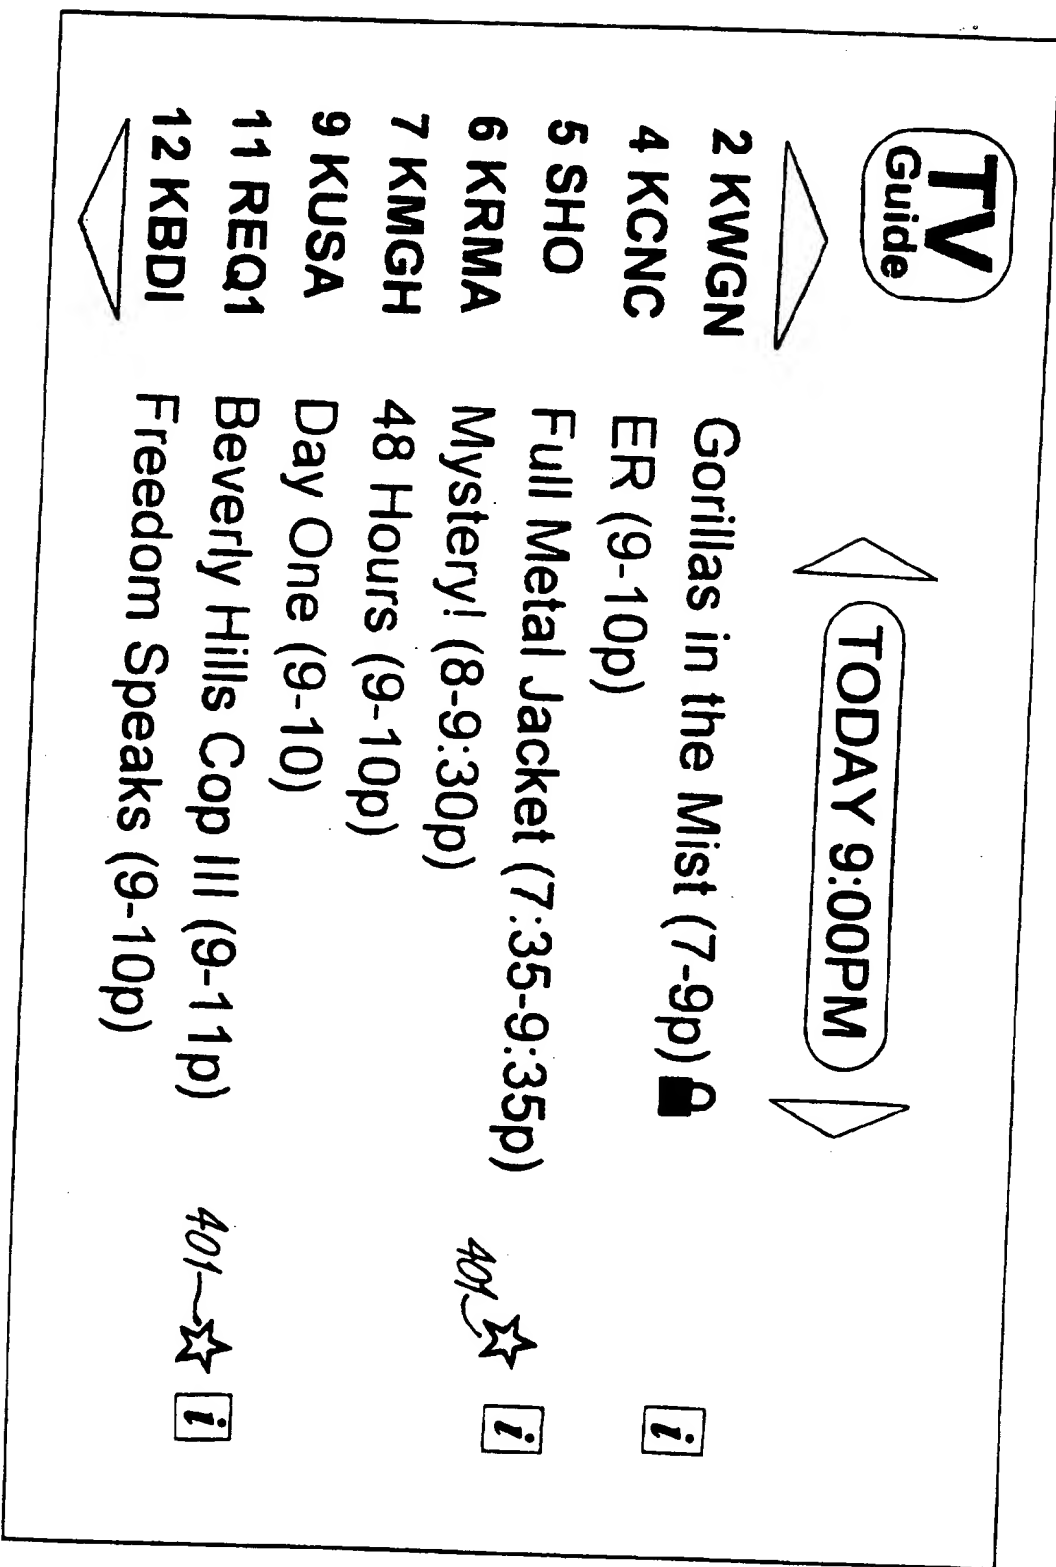 TV
Guide
TODAY 9:00PM
2 KWGN Gorillas in the Mist (7-9p) i
4 KCNC ER (9-10p)
5 SHO Full Metal Jacket (7:35-9:35p) 401 i
6 KRMA Mystery! (8-9:30p)
7 KMGH 48 Hours (9-10p)
9 KUSA Day One (9-10)
11 REQ1 Beverly Hills Cop III (9-11p) 401 i
12 KBDI Freedom Speaks (9-10p)